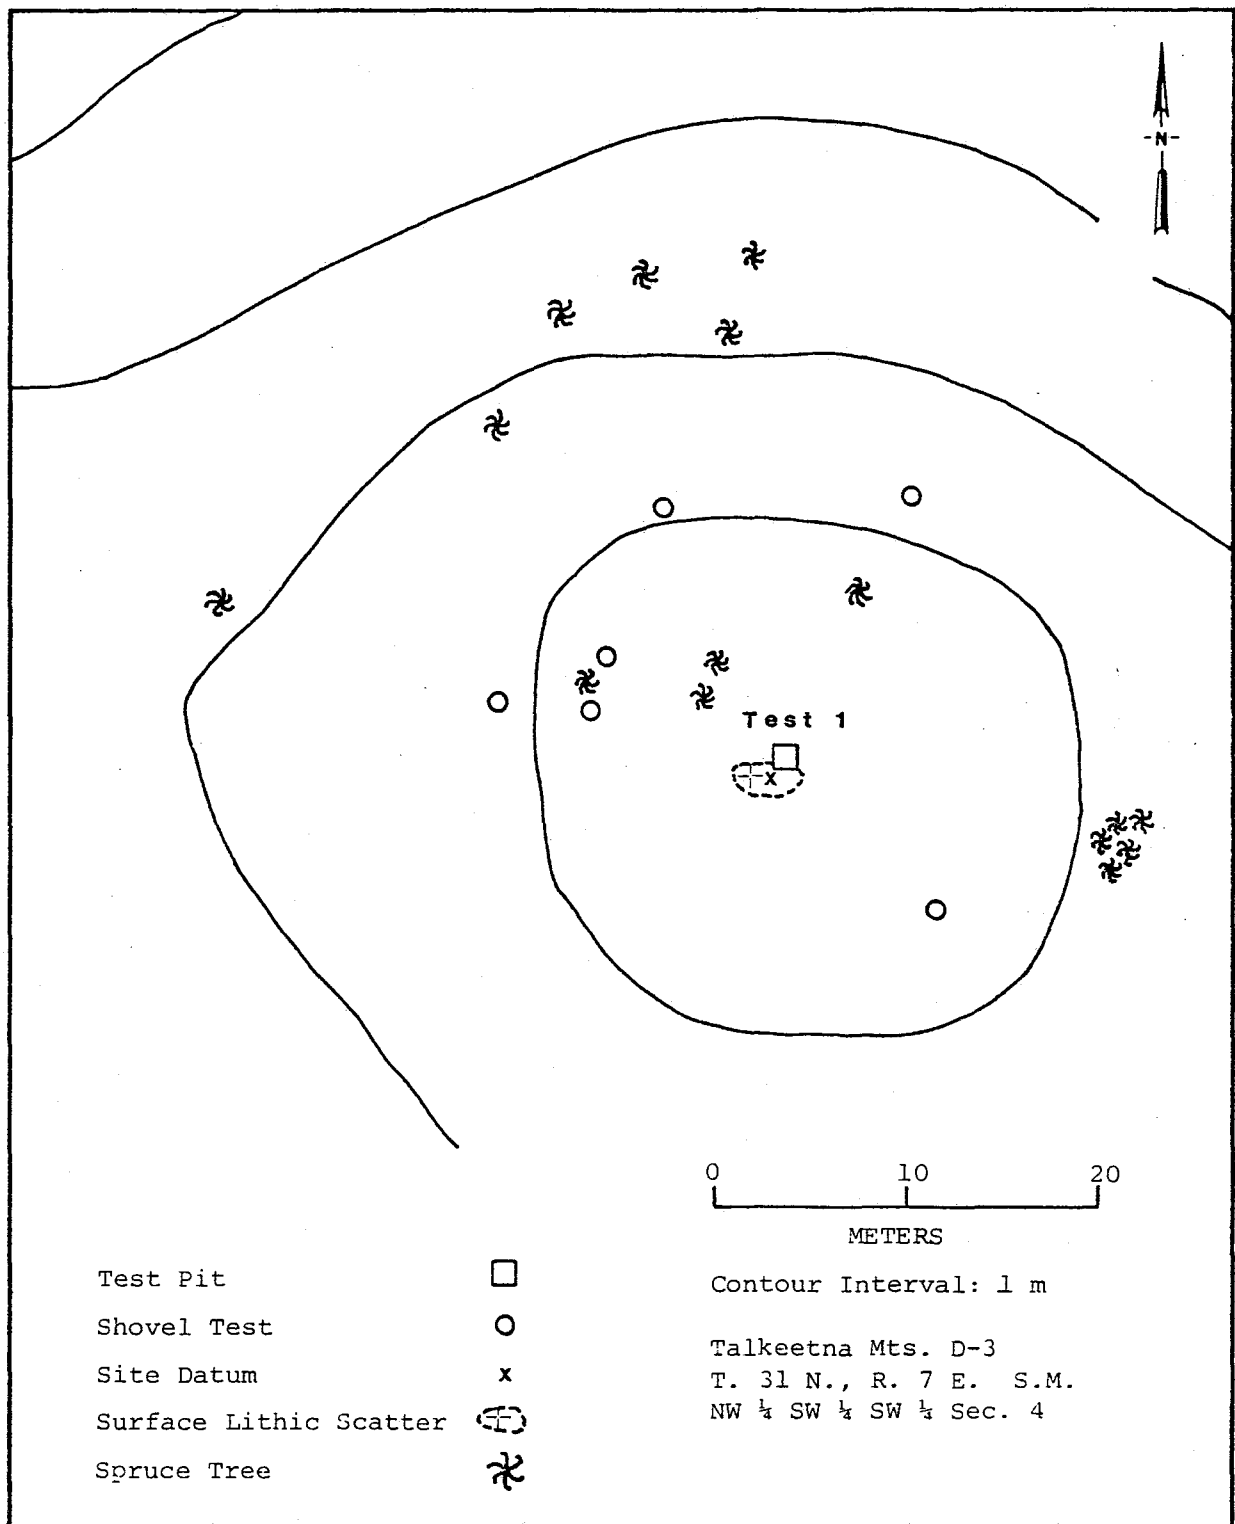 -N-
Test 1
0 10 20
METERS
Test Pit
Shovel Test
Site Datum x
Surface Lithic Scatter
Spruce Tree
Contour Interval: 1 m
Talkeetna Mts. D-3
T. 31 N., R. 7 E. S.M.
NW ¼ SW ¼ SW ¼ Sec. 4